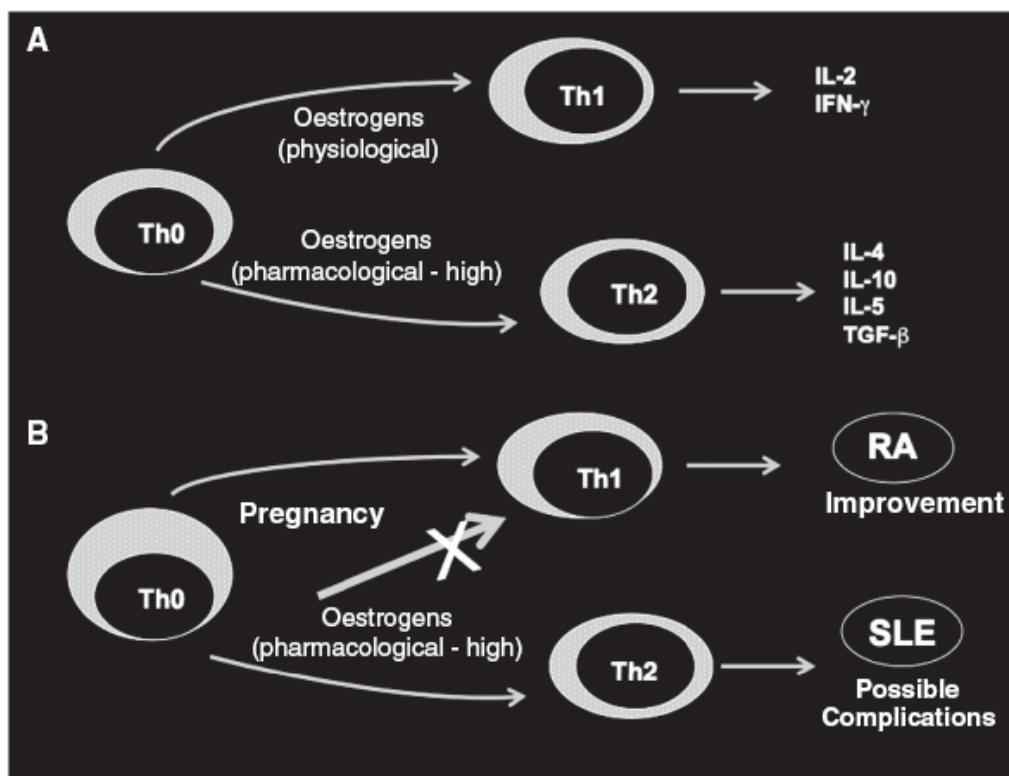 A
Th1
IL-2
IFN-γ
Oestrogens
(physiological)
Th0
Oestrogens
(pharmacological - high)
Th2
IL-4
IL-10
IL-5
TGF-β
B
Th1
RA
Improvement
Pregnancy
Th0
Oestrogens
(pharmacological - high)
Th2
SLE
Possible
Complications